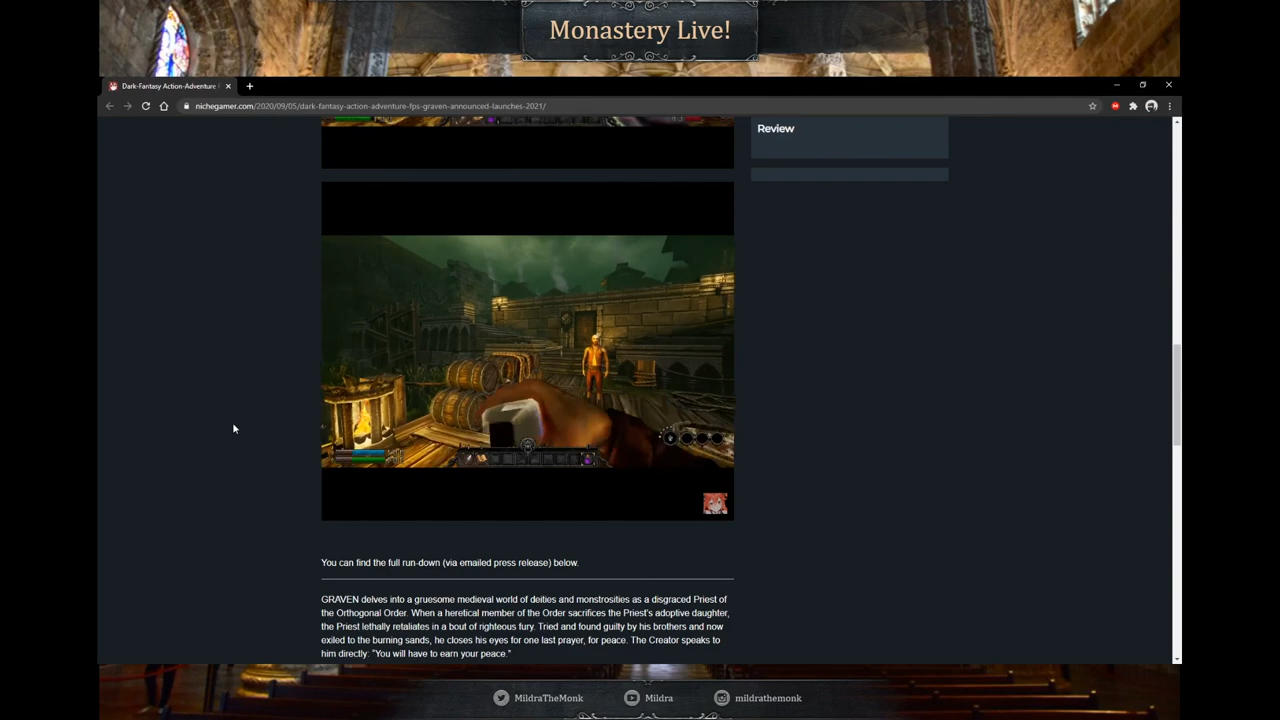 Monastery Live!
Dark-Fantasy Action-Adventure
nichegamer.com/2020/09/05/dark-fantasy-action-adventure-fps-graven-announced-launches-2021/
Review
You can find the full run-down (via emailed press release) below.
GRAVEN delves into a gruesome medieval world of deities and monstrosities as a disgraced Priest of
the Orthogonal Order. When a heretical member of the Order sacrifices the Priest's adoptive daughter,
the Priest lethally retaliates in a bout of righteous fury. Tried and found guilty by his brothers and now
exiled to the burning sands, he closes his eyes for one last prayer, for peace. The Creator speaks to
him directly: "You will have to earn your peace."
MildraTheMonk
Mildra
mildrathemonk